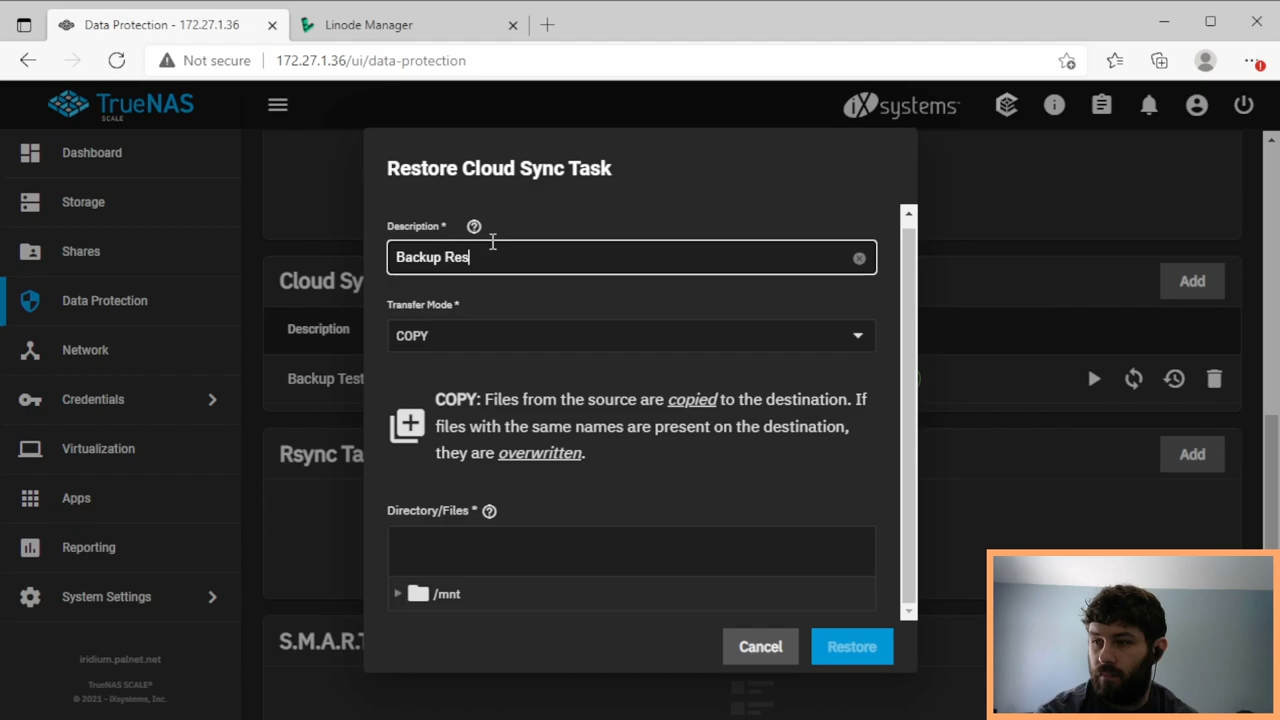 Data Protection - 172.27.1.36
Linode Manager
Not secure
172.27.1.36/ui/data-protection
TrueNAS
SCALE
iXsystems
Dashboard
Storage
Shares
Data Protection
Network
Credentials
Virtualization
Apps
Reporting
System Settings
iridium.palnet.net
TrueNAS SCALE®
© 2021 - iXsystems, Inc.
Cloud Sy
Add
Description
Backup Test
Rsync Ta
Add
S.M.A.R.T
Restore Cloud Sync Task
Description *
Backup Res
Transfer Mode *
COPY
COPY: Files from the source are copied to the destination. If
files with the same names are present on the destination,
they are overwritten.
Directory/Files *
/mnt
Cancel
Restore